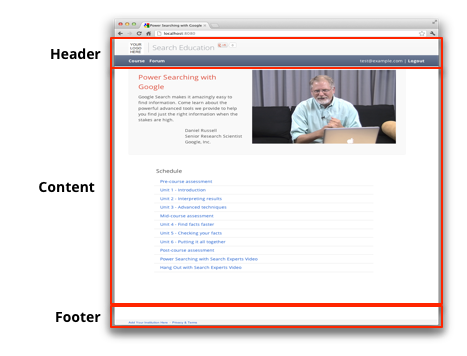 Power Searching with Google
localhost:8080
Header
YOUR
LOGO
HERE
Search Education
Course Forum
test@example.com | Logout
Power Searching with
Google
Google Search makes it amazingly easy to
find information. Come learn about the
powerful advanced tools we provide to help
you find just the right information when the
stakes are high.
Daniel Russell
Senior Research Scientist
Google, Inc.
Content
Schedule
Pre-course assessment
Unit 1 - Introduction
Unit 2 - Interpreting results
Unit 3 - Advanced techniques
Mid-course assessment
Unit 4 - Find facts faster
Unit 5 - Checking your facts
Unit 6 - Putting it all together
Post-course assessment
Power Searching with Search Experts Video
Hang Out with Search Experts Video
Footer
Privacy & Terms